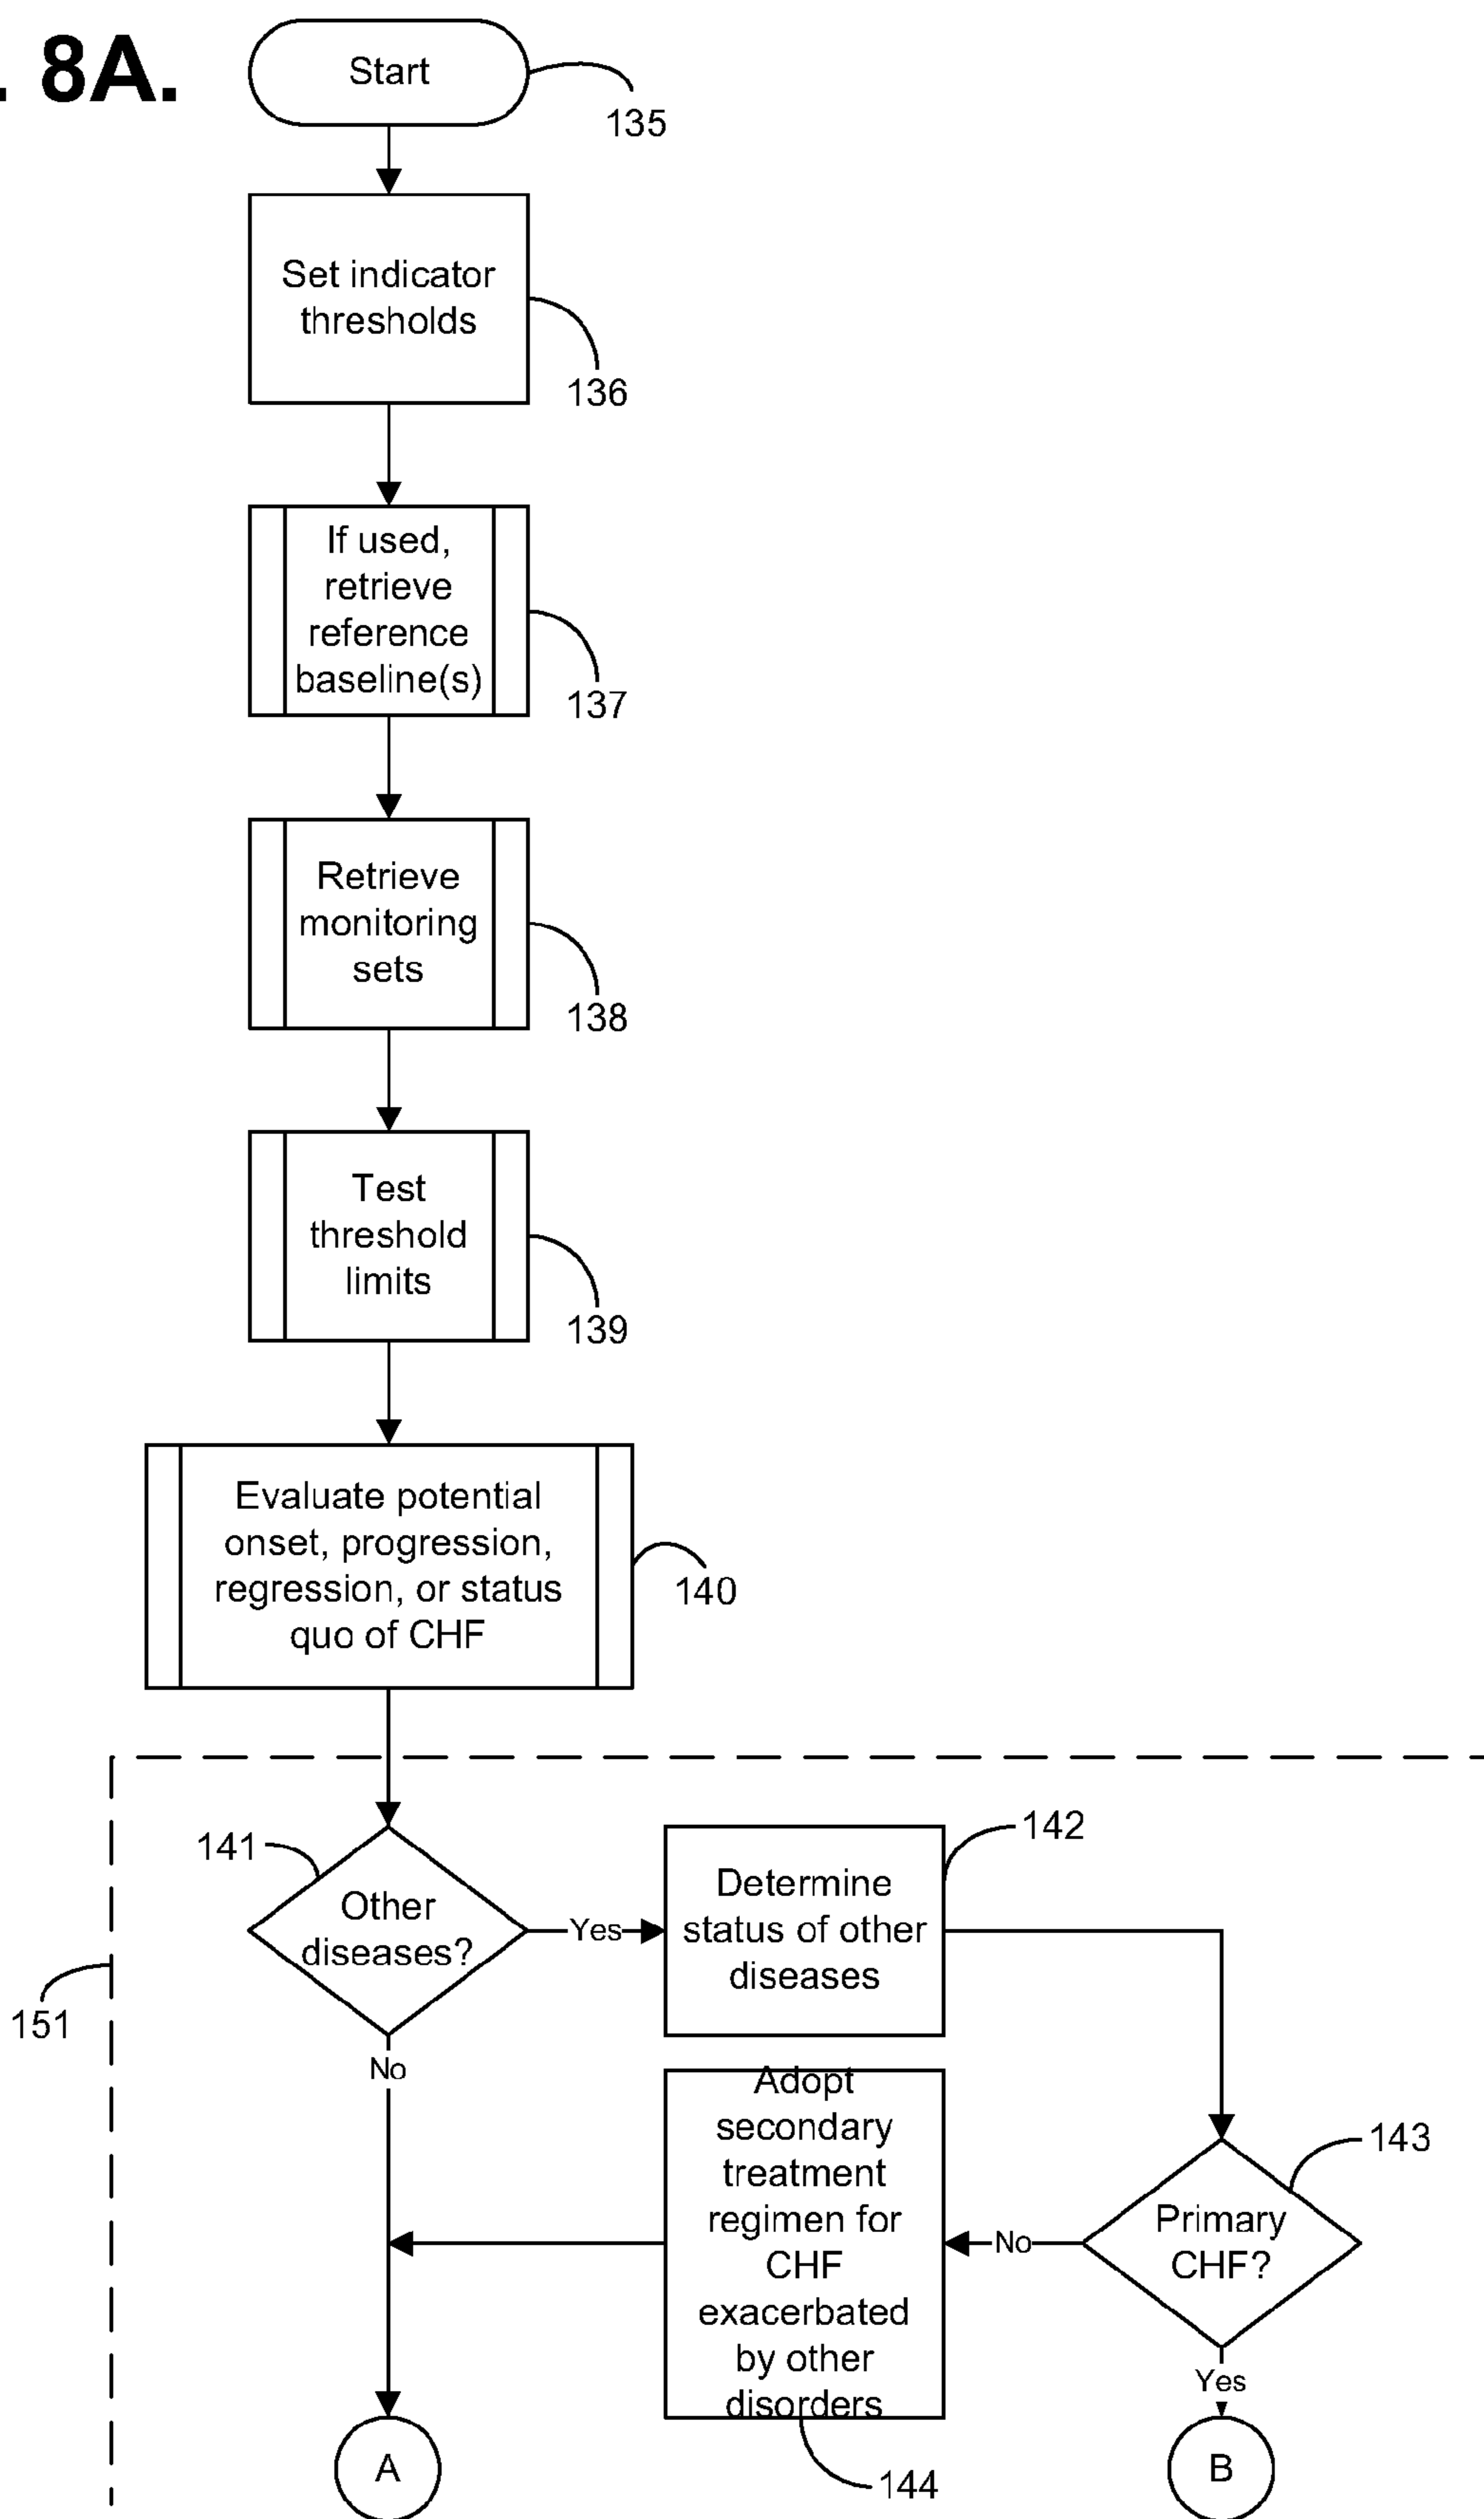 . 8A.
Start
135
Set indicator
thresholds
136
If used,
retrieve
reference
baseline(s)
137
Retrieve
monitoring
sets
138
Test
threshold
limits
139
Evaluate potential
onset, progression,
regression, or status
quo of CHF
140
141
Other
diseases?
Yes
No
142
Determine
status of other
diseases
151
143
Primary
CHF?
No
Yes
Adopt
secondary
treatment
regimen for
CHF
exacerbated
by other
disorders
144
A
B